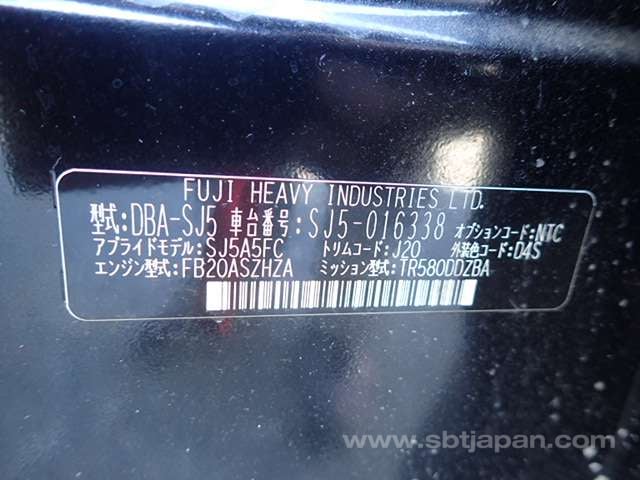 FUJI HEAVY INDUSTRIES LTD.
型式:DBA-SJ5 車台番号:SJ5-016338 オプションコード:NTC
アプライドモデル:SJ5A5FC トリムコード:J20 外装色コード:D4S
エンジン型式:FB20ASZHZA ミッション型式:TR580DDZBA
www.sbtjapan.com